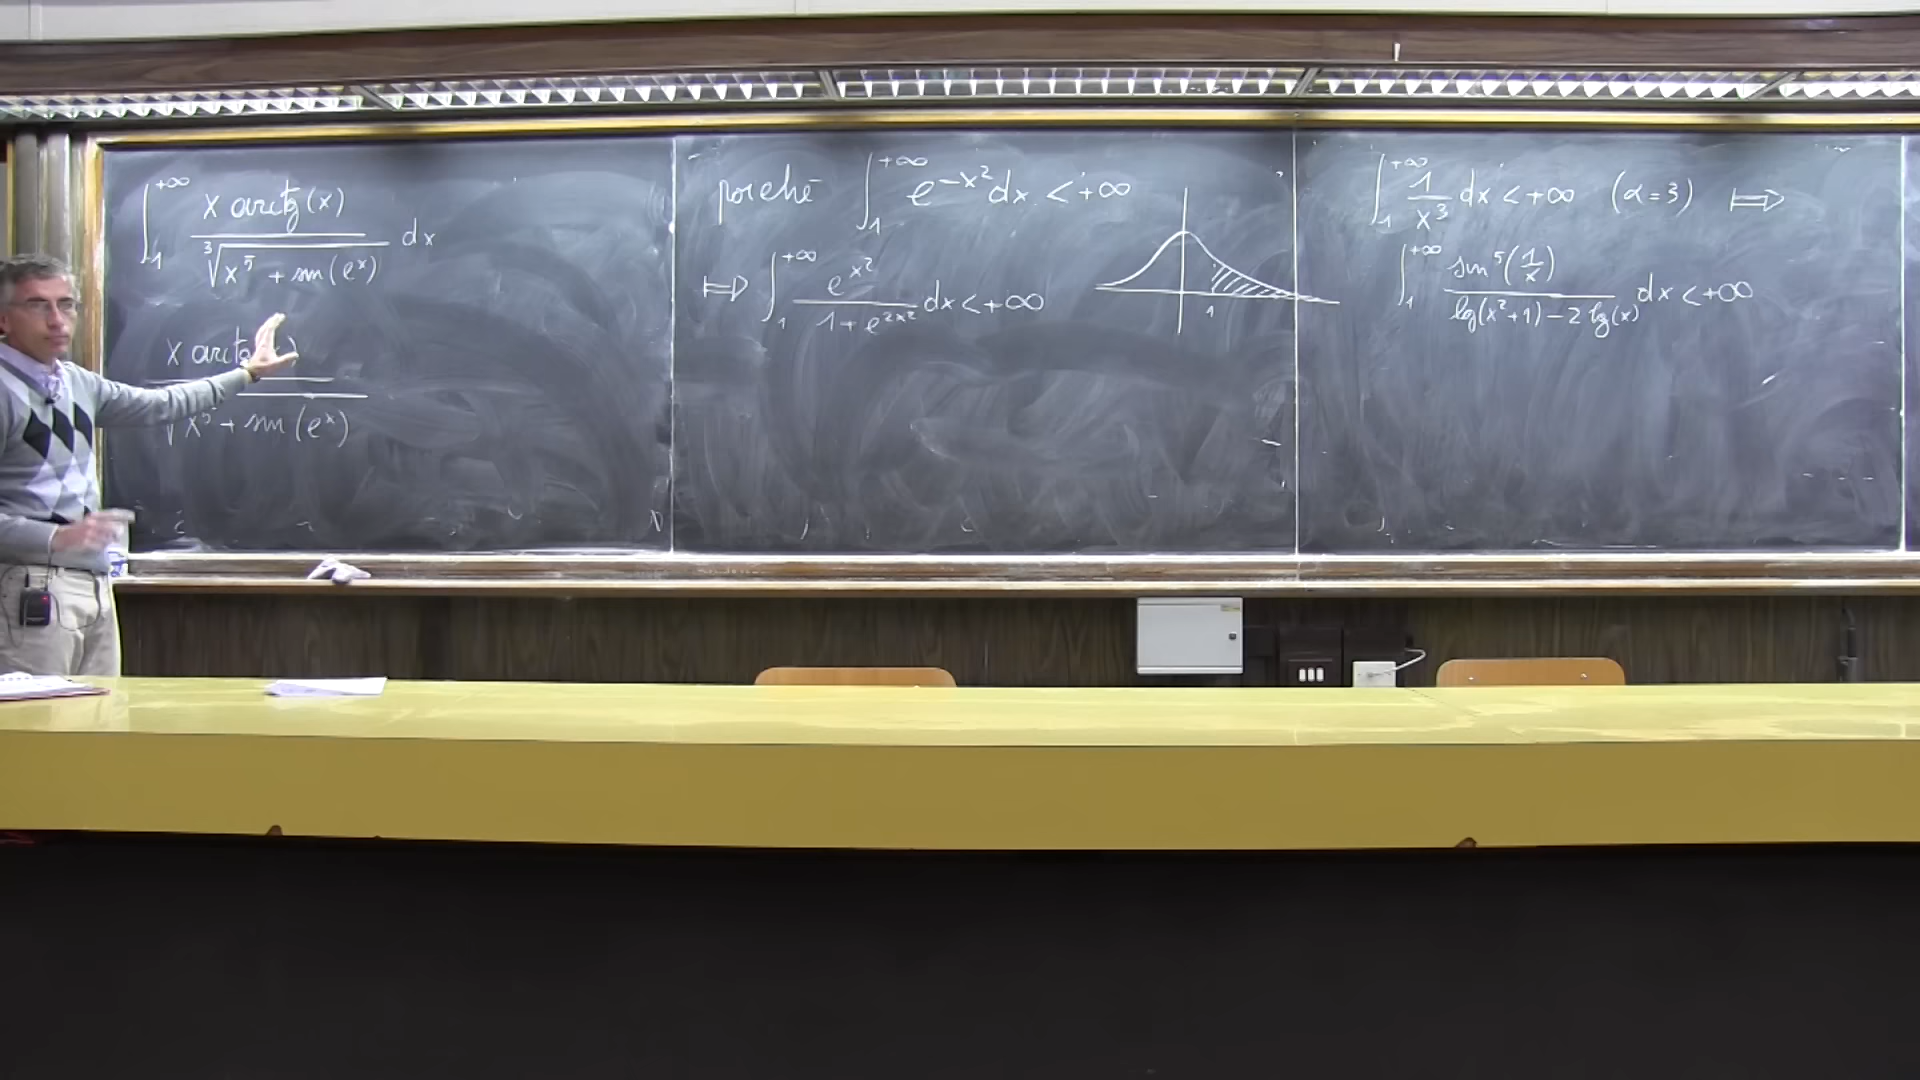 ∫₁^{+∞} x arctg(x) / ∛(x⁵ + sin(eˣ)) dx
x arctg(x)
√x⁵ + sin(eˣ)
poiché ∫₁^{+∞} e^{-x²} dx < +∞
⟹ ∫₁^{+∞} e^{x²} / (1 + e^{2x²}) dx < +∞
1
∫₁^{+∞} 1/x³ dx < +∞ (α = 3) ⟹
∫₁^{+∞} sin⁵(1/x) / (lg(x²+1) − 2 lg(x)) dx < +∞